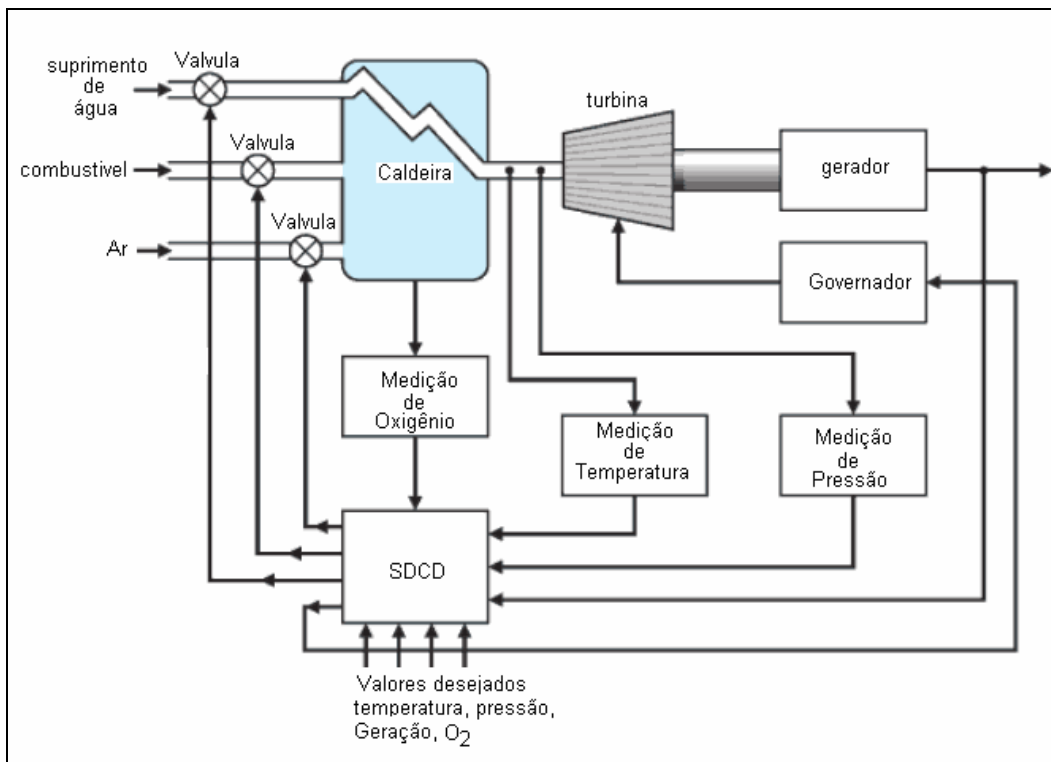 Valvula
suprimento
de
água
Valvula
combustivel
Valvula
Ar
Caldeira
turbina
gerador
Governador
Medição
de
Oxigênio
Medição
de
Temperatura
Medição
de
Pressão
SDCD
Valores desejados
temperatura, pressão,
Geração, O2